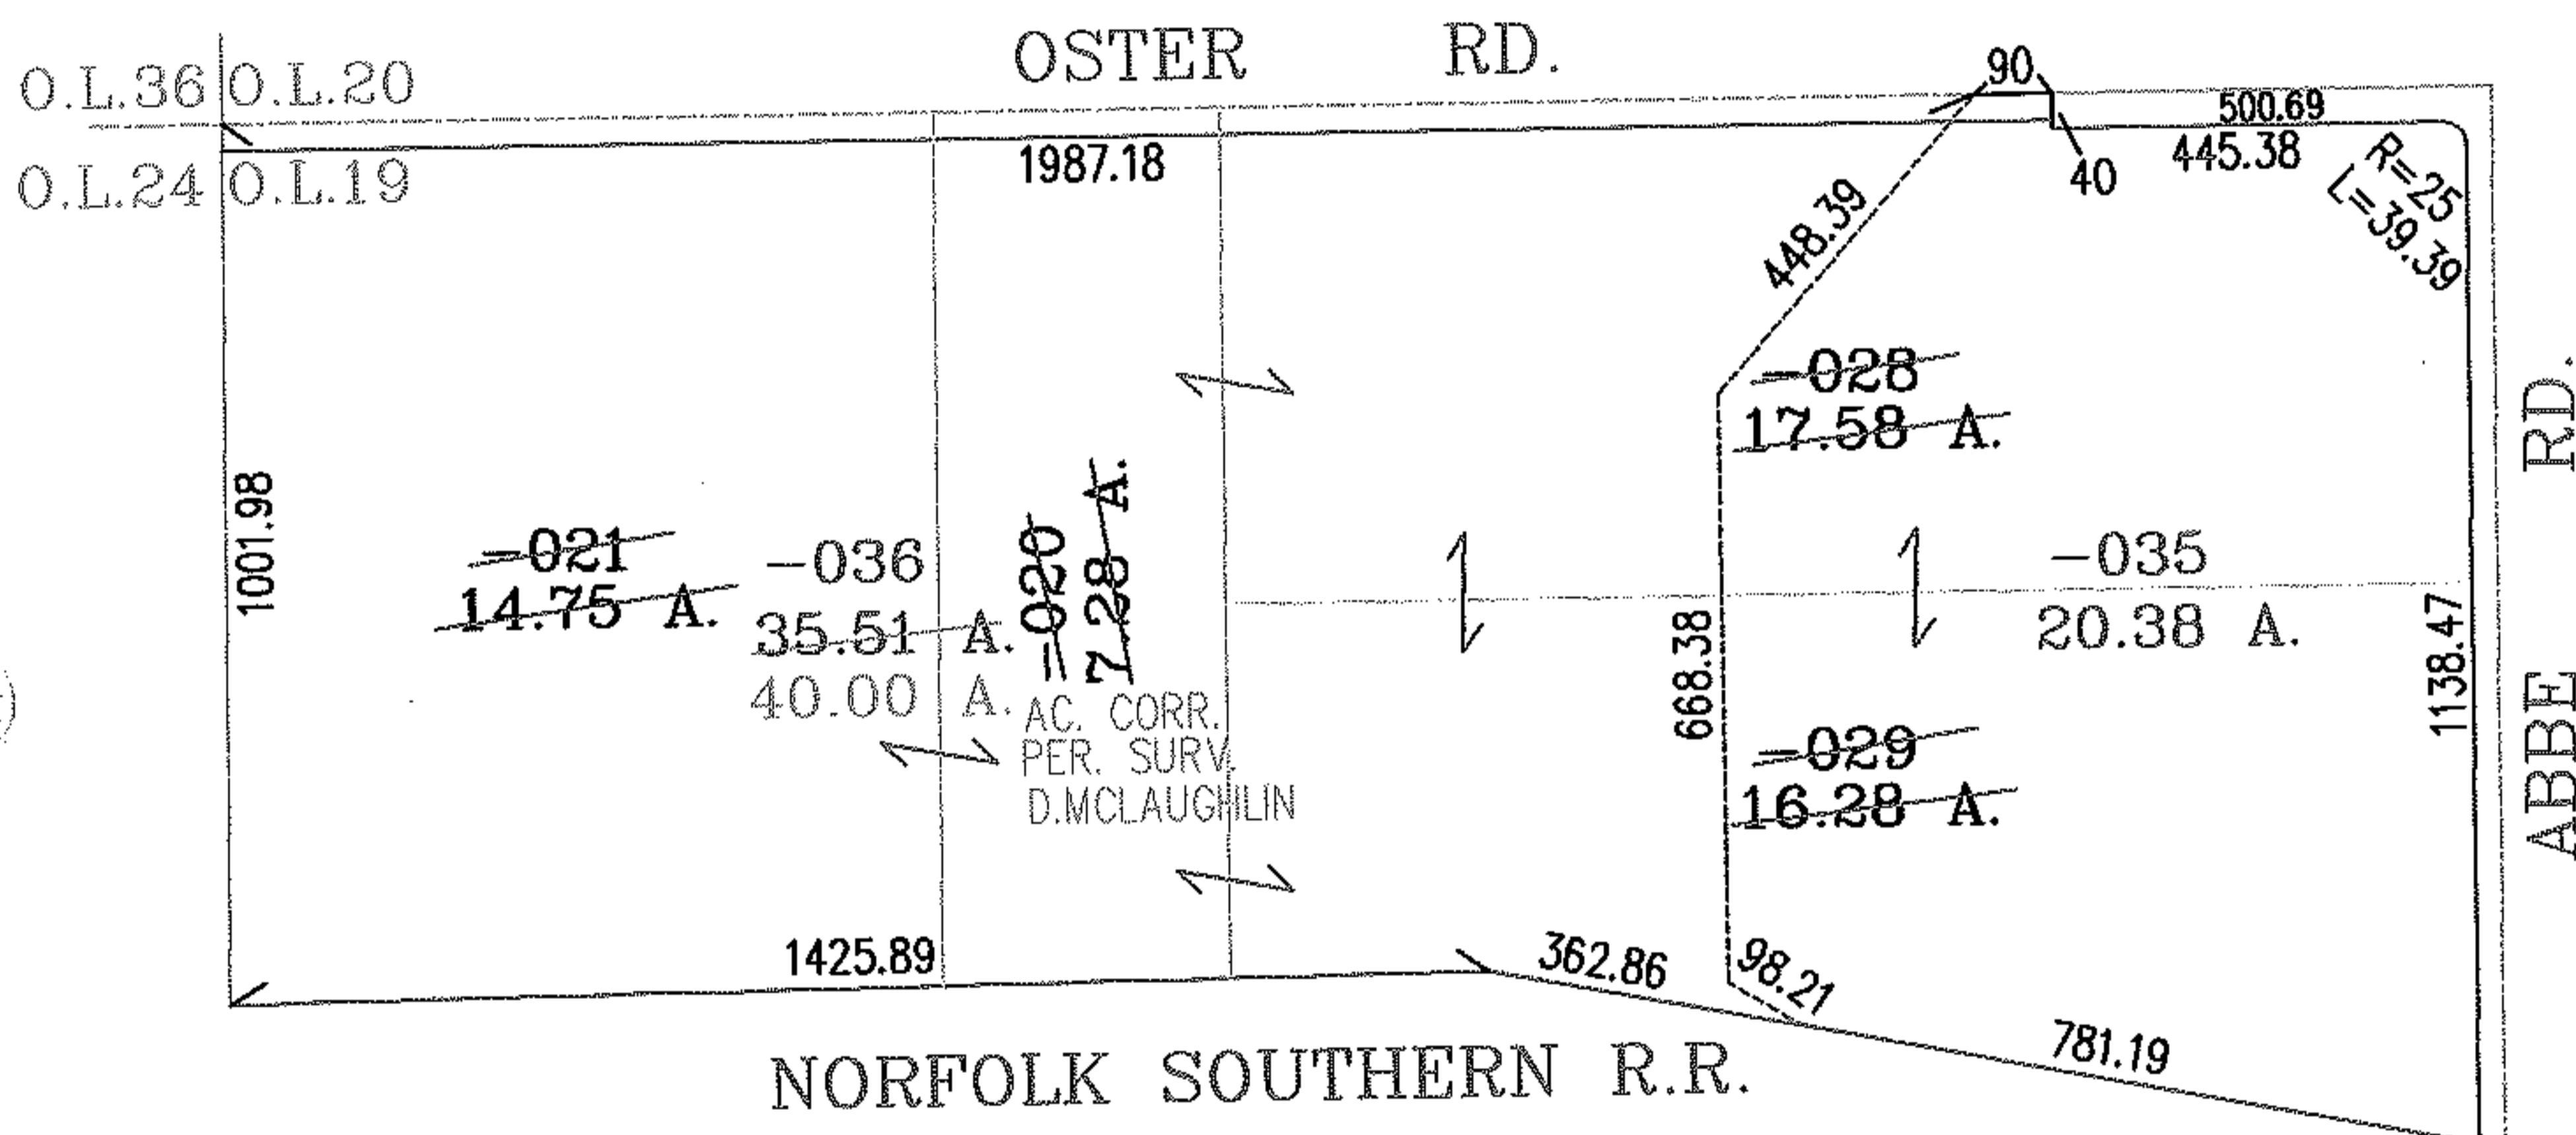 OSTER RD.
O.L.36 O.L.20
O.L.24 O.L.19
90
500.69
1987.18
40
445.38
R=25
L=39.39
448.39
-028
17.58 A.
1001.98
-021
14.75 A.
-036
35.51 A.
40.00 A.
-020
7.28 A.
AC. CORR.
PER. SURV.
D.MCLAUGHLIN
668.38
-035
20.38 A.
1138.47
ABBE RD.
-029
16.28 A.
1425.89
362.86
98.21
781.19
NORFOLK SOUTHERN R.R.